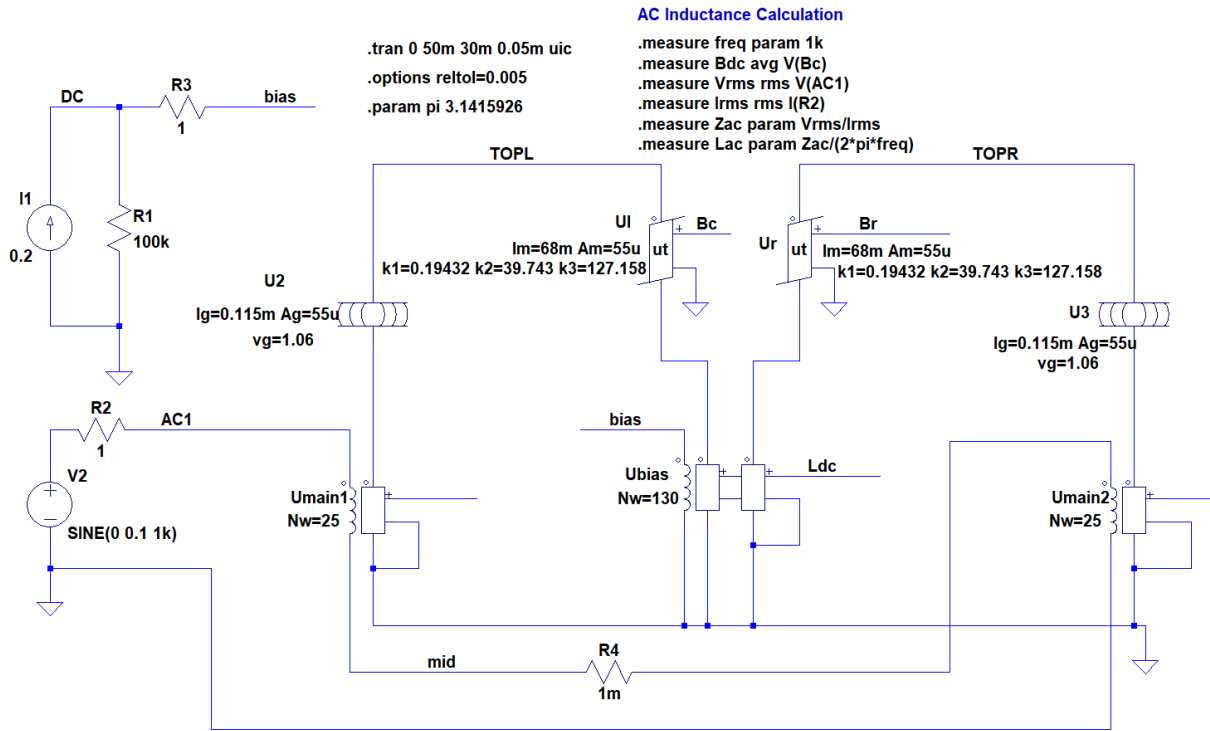 AC Inductance Calculation
.tran 0 50m 30m 0.05m uic
.options reltol=0.005
.param pi 3.1415926
.measure freq param 1k
.measure Bdc avg V(Bc)
.measure Vrms rms V(AC1)
.measure Irms rms I(R2)
.measure Zac param Vrms/Irms
.measure Lac param Zac/(2*pi*freq)
DC
R3
1
bias
I1
0.2
R1
100k
TOPL
TOPR
Ul
ut
+
Bc
lm=68m Am=55u
k1=0.19432 k2=39.743 k3=127.158
Ur
ut
+
Br
lm=68m Am=55u
k1=0.19432 k2=39.743 k3=127.158
U2
lg=0.115m Ag=55u
vg=1.06
U3
lg=0.115m Ag=55u
vg=1.06
R2
1
AC1
V2
+
SINE(0 0.1 1k)
Umain1
Nw=25
+
bias
Ubias
Nw=130
+
+
Ldc
Umain2
Nw=25
+
mid
R4
1m